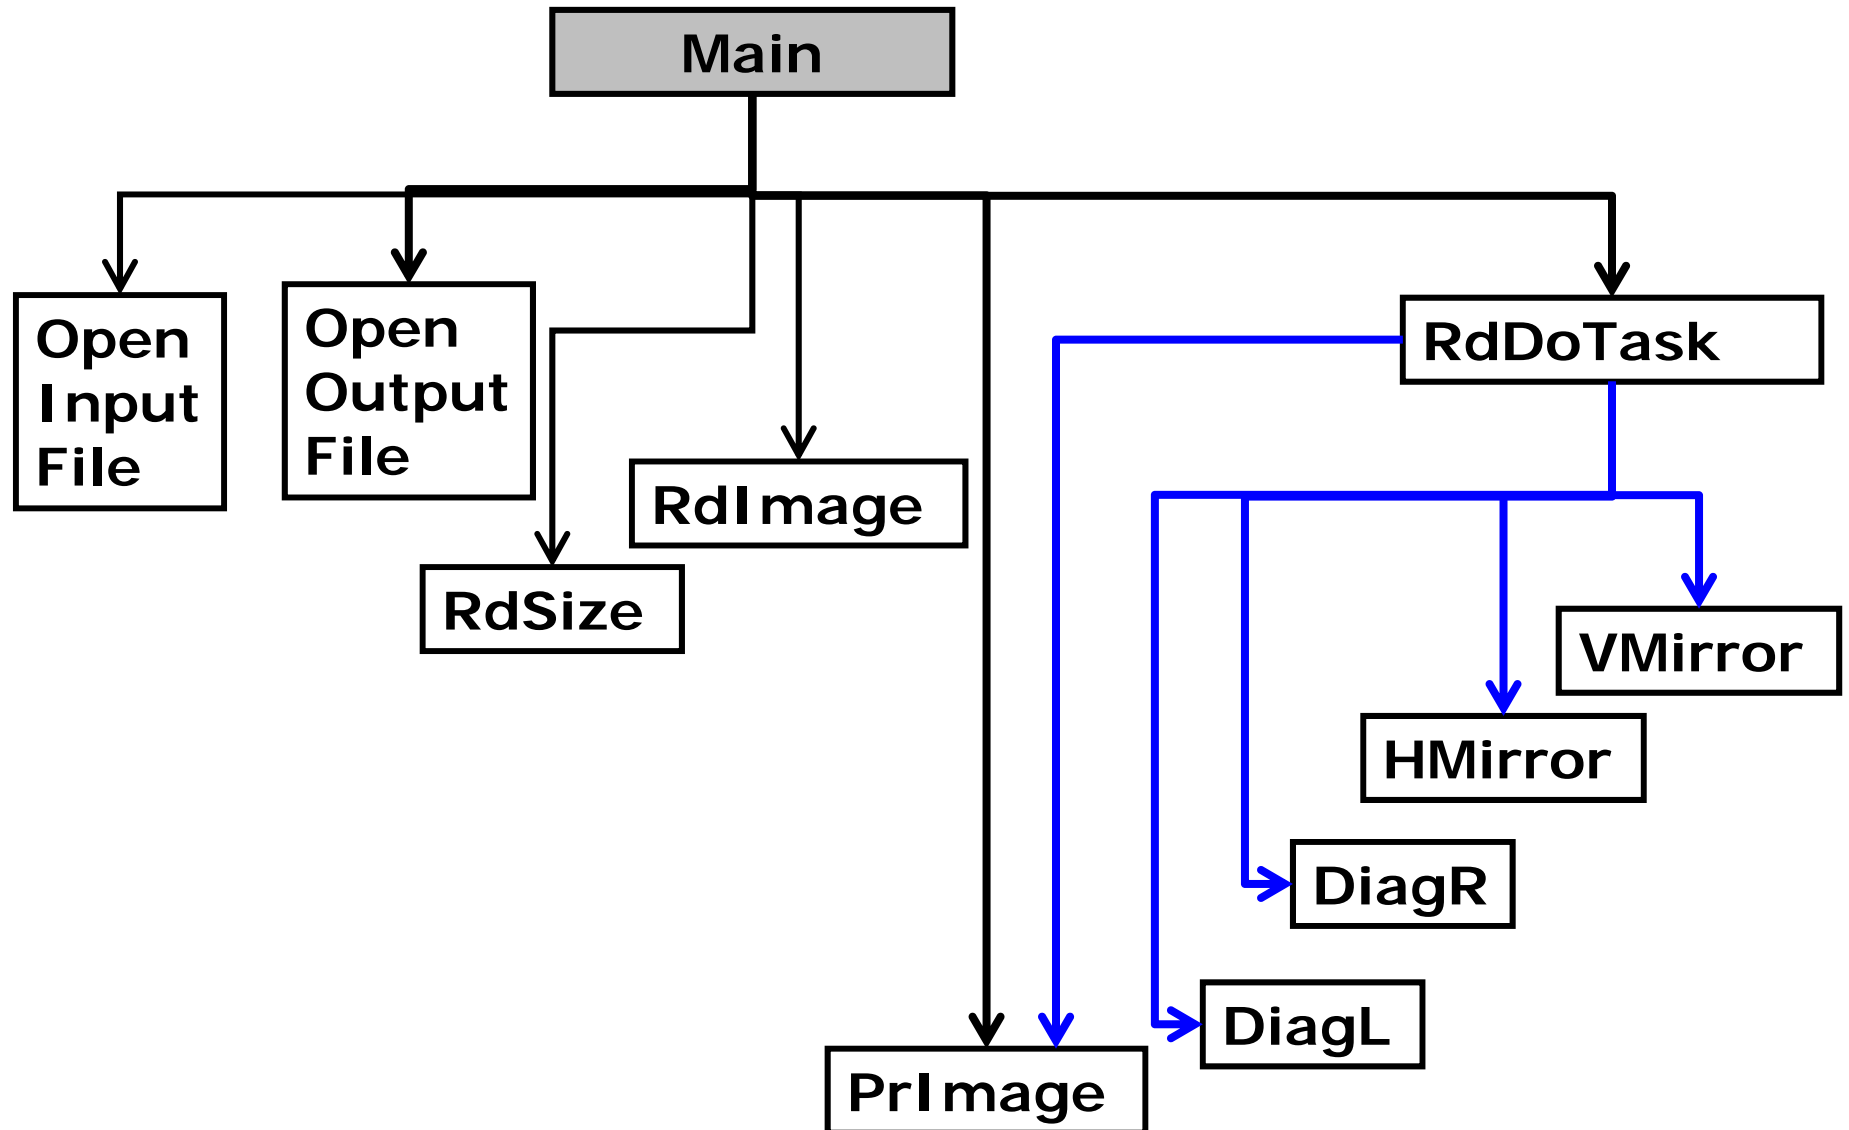 Main
Open
Input
File
Open
Output
File
RdDoTask
RdImage
RdSize
VMirror
HMirror
DiagR
DiagL
PrImage